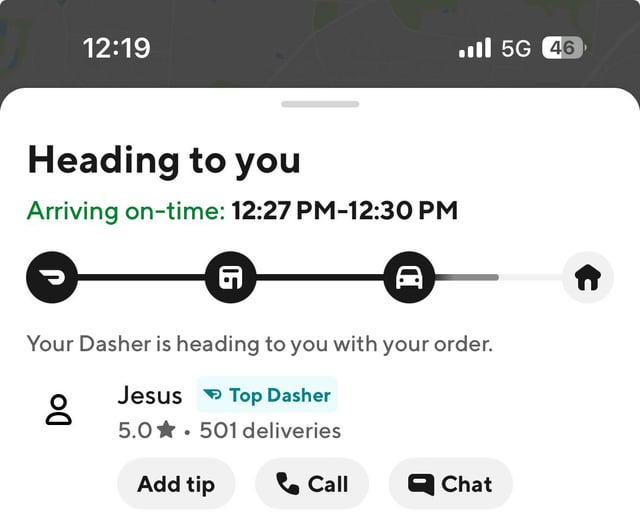 12:19 5G 46
Heading to you
Arriving on-time: 12:27 PM-12:30 PM
Your Dasher is heading to you with your order.
Jesus Top Dasher
5.0★ • 501 deliveries
Add tip Call Chat